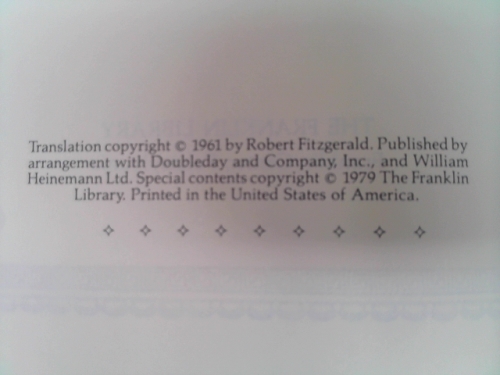 Translation copyright © 1961 by Robert Fitzgerald. Published by
arrangement with Doubleday and Company, Inc., and William
Heinemann Ltd. Special contents copyright © 1979 The Franklin
Library. Printed in the United States of America.